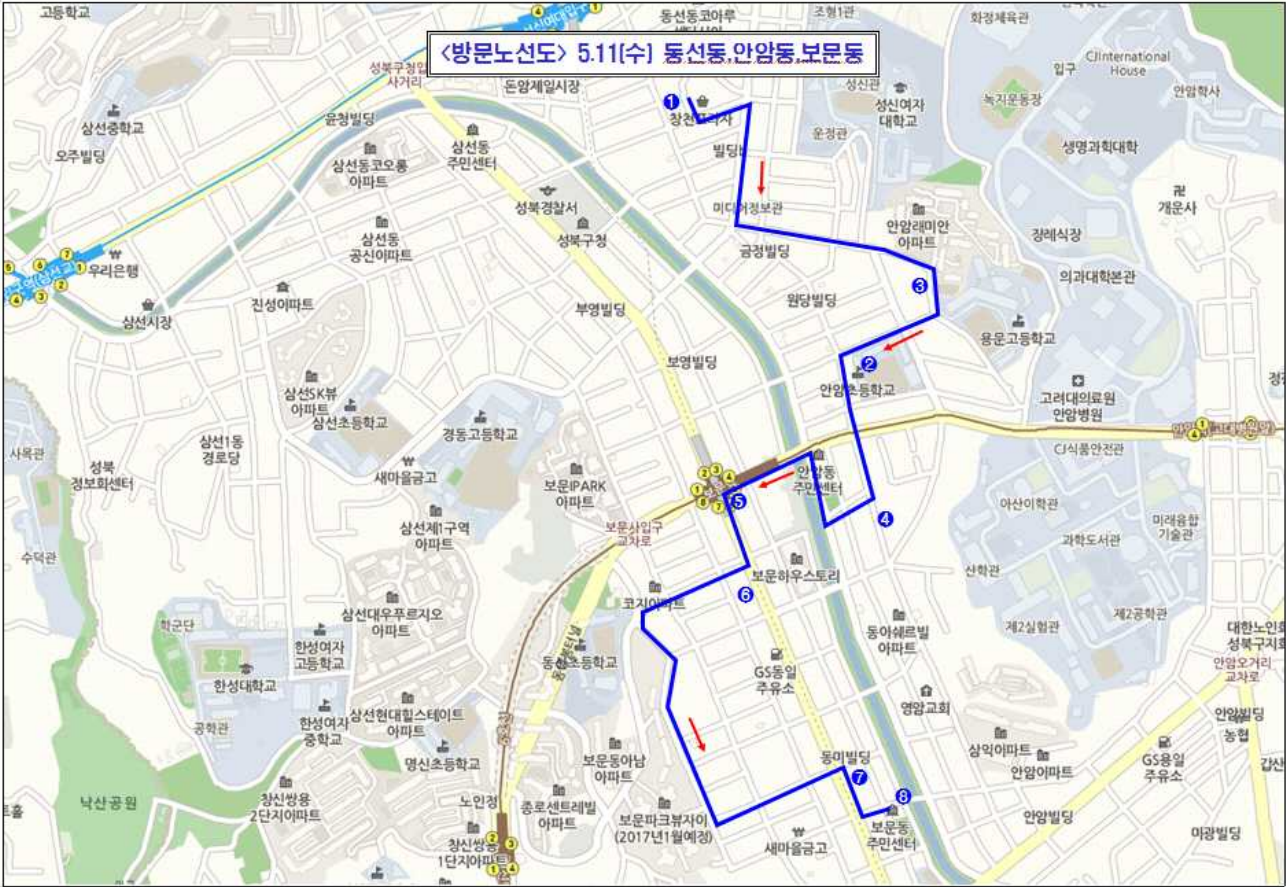 고등학교
동선동코아루
조형1관
화정체육관
CJInternational
House
<방문노선도> 5.11(수) 동선동,안암동,보문동
성북구청입
사거리
돈암제일시장
성신관
성신여자
대학교
입구
녹지운동장
안암학사
삼선중학교
윤청빌딩
창천프라자
운정관
오주빌딩
삼선동코오롱
아파트
삼선동
주민센터
생명과학대학
개운사
성북경찰서
미디어정보관
안암래미안
아파트
장례식장
삼선동
공신아파트
성북구청
금정빌딩
우리은행
의과대학본관
진성아파트
부영빌딩
원당빌딩
삼선시장
용문고등학교
보영빌딩
삼선SK뷰
아파트
안암초등학교
고려대의료원
안암병원
삼선초등학교
경동고등학교
사목관
삼선1동
경로당
CJ식품안전관
성북
정보회센터
새마을금고
보문IPARK
아파트
안암동
주민센터
아산이학관
삼선제1구역
아파트
보문사입구
교차로
미래융합
기술관
과학도서관
수덕관
보문하우스토리
산학관
코지아파트
삼선대우푸르지오
아파트
제2공학관
학군단
제2실험관
동아쉐르빌
아파트
대한노인회
성북구지회
한성여자
고등학교
동신초등학교
GS동일
주유소
안암오거리
교차로
한성대학교
영암교회
공학관
한성여자
중학교
삼선현대힐스테이트
아파트
안암빌딩
농협
명신초등학교
보문동아남
아파트
동미빌딩
삼익아파트
안암아파트
GS용일
주유소
낙산공원
창신쌍용
2단지아파트
노인정
종로센트레빌
아파트
보문파크뷰자이
(2017년1월예정)
새마을금고
보문동
주민센터
안암빌딩
미광빌딩
창신쌍용
1단지아파트